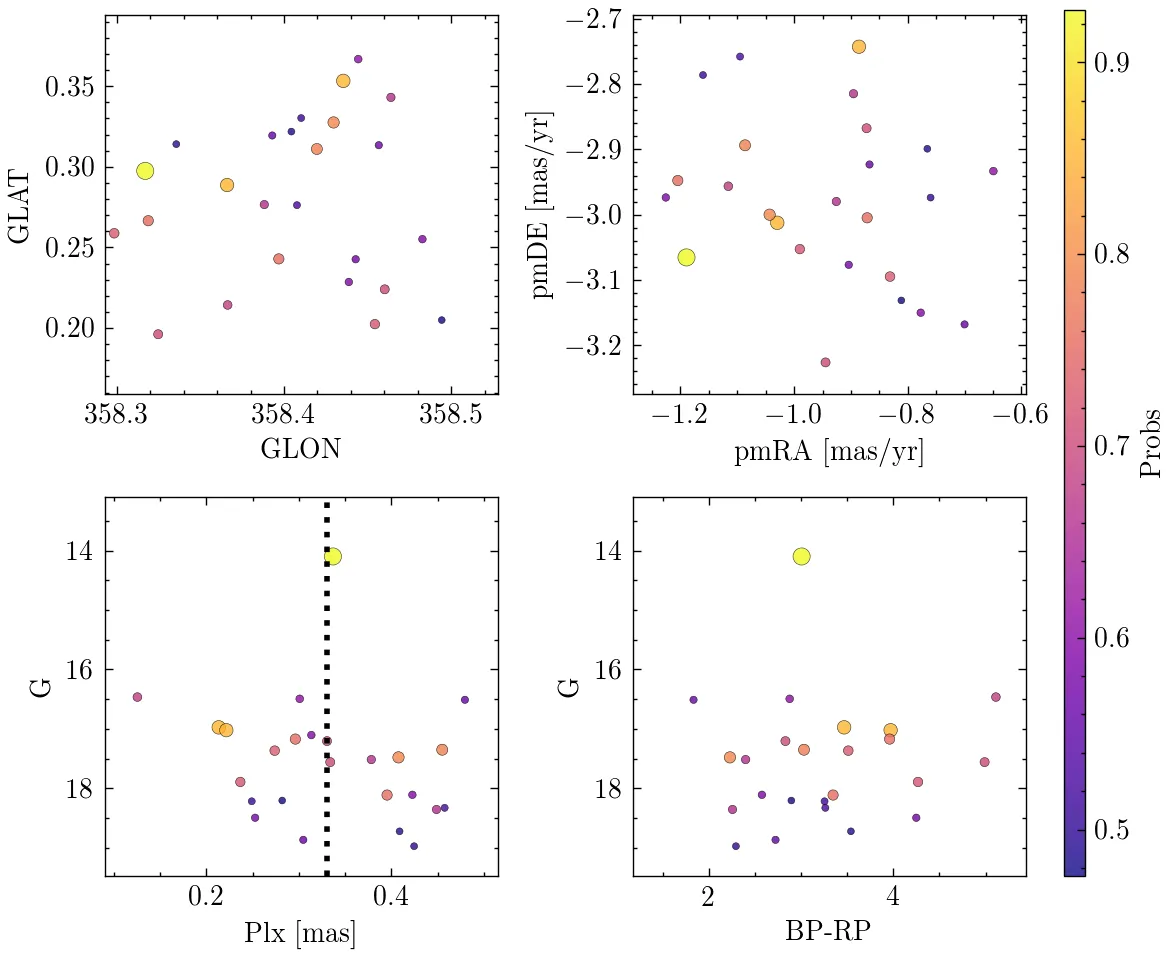 0.35
0.30
0.25
0.20
GLAT
358.3 358.4 358.5
GLON
−2.7
−2.8
−2.9
−3.0
−3.1
−3.2
pmDE [mas/yr]
−1.2 −1.0 −0.8 −0.6
pmRA [mas/yr]
14
16
18
G
0.2 0.4
Plx [mas]
14
16
18
G
2 4
BP-RP
0.9
0.8
0.7
0.6
0.5
Probs